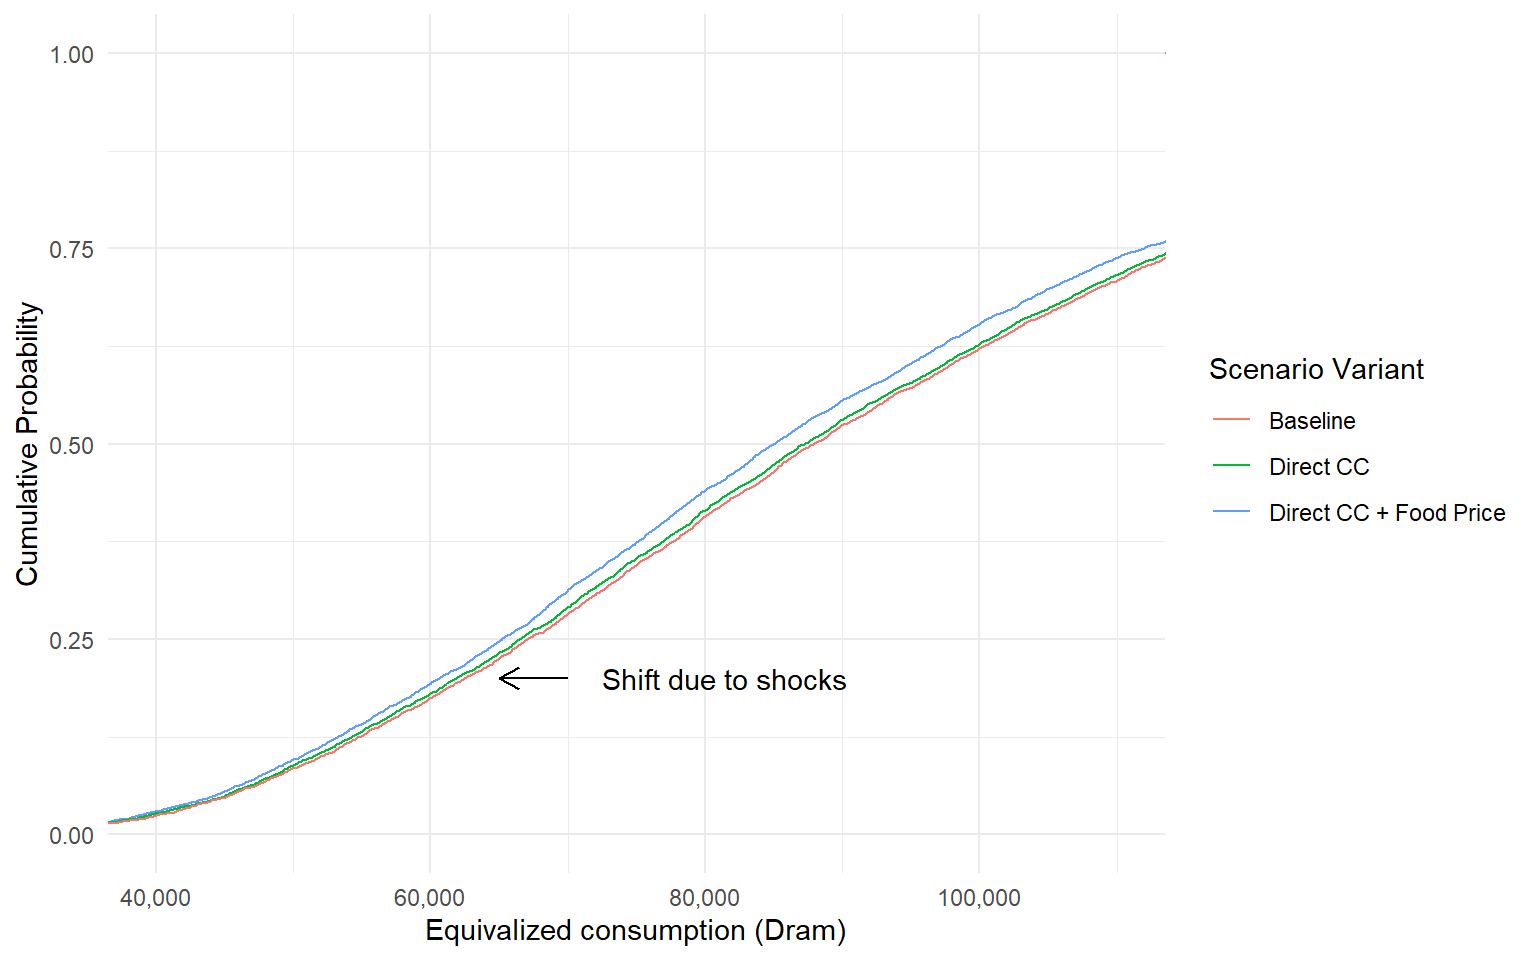 1.00
0.75
0.50
0.25
0.00
Cumulative Probability
Shift due to shocks
40,000
60,000
80,000
100,000
Equivalized consumption (Dram)
Scenario Variant
Baseline
Direct CC
Direct CC + Food Price